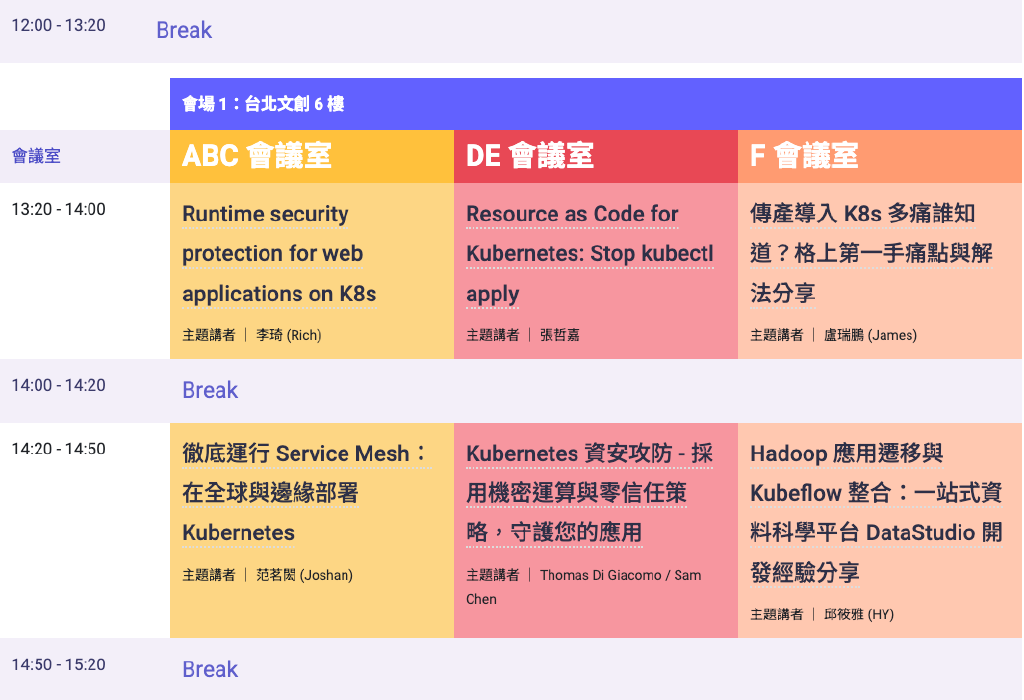 12:00 - 13:20
Break
會場 1：台北文創 6 樓
會議室
ABC 會議室
DE 會議室
F 會議室
13:20 - 14:00
Runtime security
protection for web
applications on K8s
主題講者｜李琦 (Rich)
Resource as Code for
Kubernetes: Stop kubectl
apply
主題講者｜張哲嘉
傳產導入 K8s 多痛誰知
道？格上第一手痛點與解
法分享
主題講者｜盧瑞鵬 (James)
14:00 - 14:20
Break
14:20 - 14:50
徹底運行 Service Mesh：
在全球與邊緣部署
Kubernetes
主題講者｜范茗閎 (Joshan)
Kubernetes 資安攻防 - 採
用機密運算與零信任策
略，守護您的應用
主題講者｜Thomas Di Giacomo / Sam
Chen
Hadoop 應用遷移與
Kubeflow 整合：一站式資
料科學平台 DataStudio 開
發經驗分享
主題講者｜邱筱雅 (HY)
14:50 - 15:20
Break